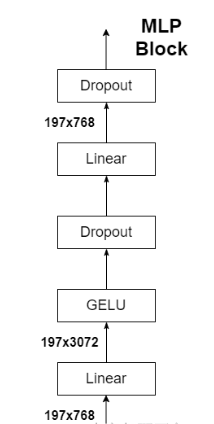 MLP
Block
Dropout
197x768
Linear
Dropout
GELU
197x3072
Linear
197x768